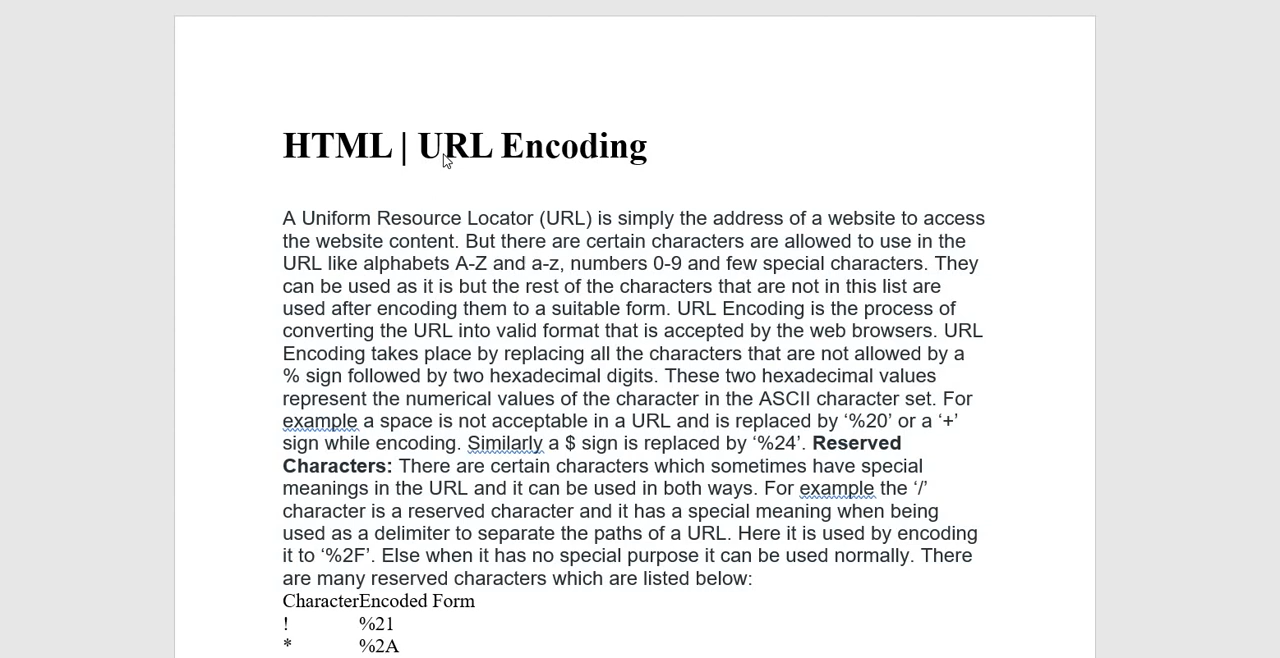 HTML | URL Encoding
A Uniform Resource Locator (URL) is simply the address of a website to access
the website content. But there are certain characters are allowed to use in the
URL like alphabets A-Z and a-z, numbers 0-9 and few special characters. They
can be used as it is but the rest of the characters that are not in this list are
used after encoding them to a suitable form. URL Encoding is the process of
converting the URL into valid format that is accepted by the web browsers. URL
Encoding takes place by replacing all the characters that are not allowed by a
% sign followed by two hexadecimal digits. These two hexadecimal values
represent the numerical values of the character in the ASCII character set. For
example a space is not acceptable in a URL and is replaced by ‘%20’ or a ‘+’
sign while encoding. Similarly a $ sign is replaced by ‘%24’. Reserved
Characters: There are certain characters which sometimes have special
meanings in the URL and it can be used in both ways. For example the ‘/’
character is a reserved character and it has a special meaning when being
used as a delimiter to separate the paths of a URL. Here it is used by encoding
it to ‘%2F’. Else when it has no special purpose it can be used normally. There
are many reserved characters which are listed below:
CharacterEncoded Form
! %21
* %2A